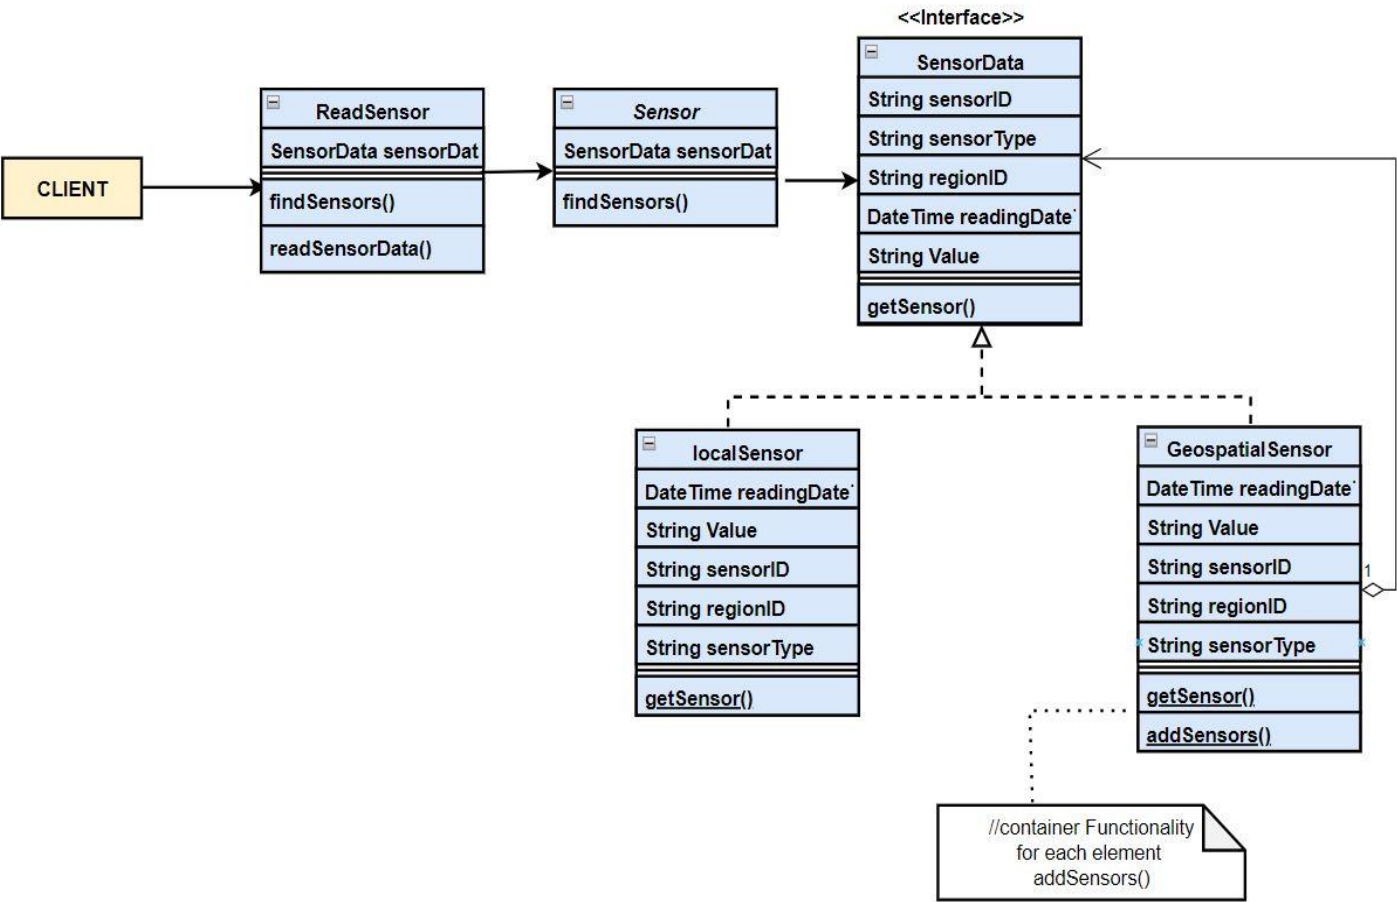 <<Interface>>
SensorData
String sensorID
String sensorType
String regionID
DateTime readingDate
String Value
getSensor()
ReadSensor
SensorData sensorDat
findSensors()
readSensorData()
Sensor
SensorData sensorDat
findSensors()
CLIENT
localSensor
DateTime readingDate
String Value
String sensorID
String regionID
String sensorType
getSensor()
GeospatialSensor
DateTime readingDate
String Value
String sensorID
String regionID
String sensorType
getSensor()
addSensors()
1
//container Functionality
for each element
addSensors()